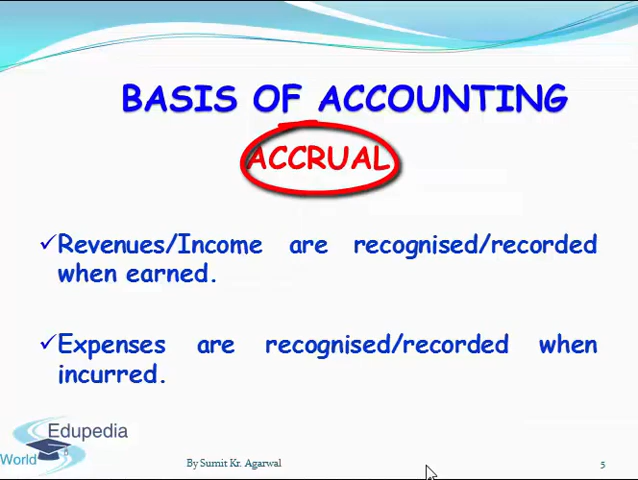 BASIS OF ACCOUNTING
ACCRUAL
✓Revenues/Income are recognised/recorded
when earned.
✓Expenses are recognised/recorded when
incurred.
Edupedia
World
By Sumit Kr. Agarwal
5